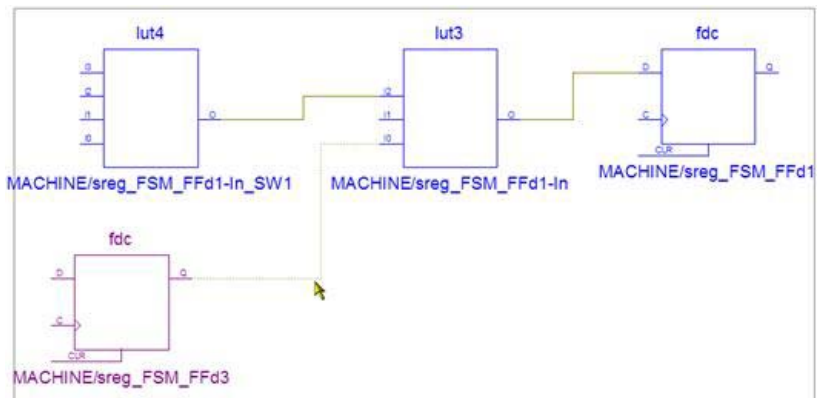 lut4 lut3 fdc
I3
I2
I1
I0
O
I2
I1
I0
O
D
Q
C
CLR
MACHINE/sreg_FSM_FFd1-In_SW1 MACHINE/sreg_FSM_FFd1-In MACHINE/sreg_FSM_FFd1
fdc
D
Q
C
CLR
MACHINE/sreg_FSM_FFd3